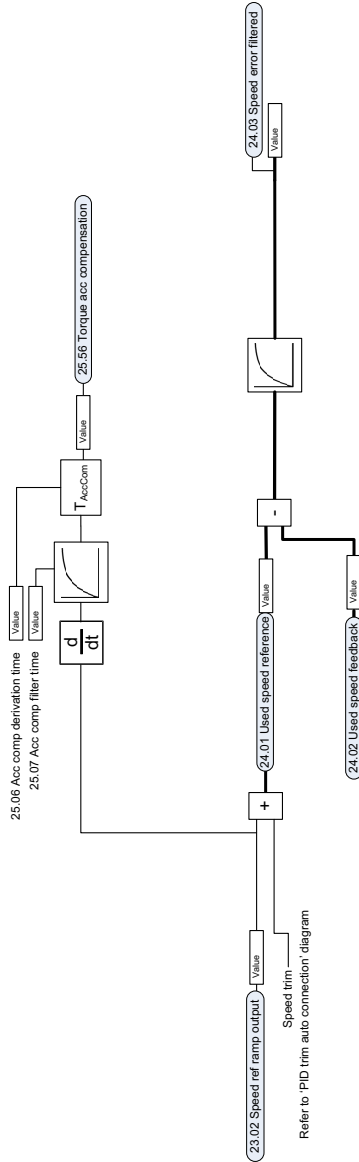 25.06 Acc comp derivation time
Value
25.07 Acc comp filter time
Value
d
dt
T AccCom
Value
25.56 Torque acc compensation
23.02 Speed ref ramp output
Value
Speed trim
Refer to 'PID trim auto connection' diagram
+
24.01 Used speed reference
Value
-
24.02 Used speed feedback
Value
24.03 Speed error filtered
Value